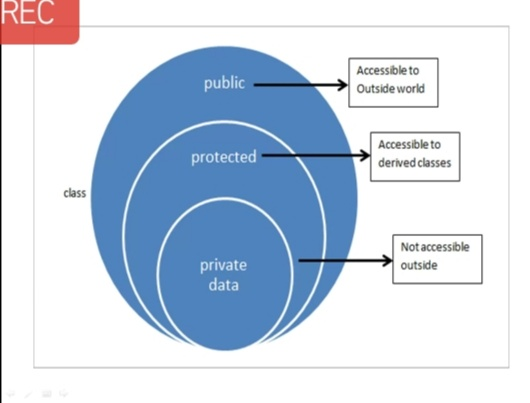 REC
public
Accessible to
Outside world
protected
Accessible to
derived classes
class
private
data
Not accessible
outside